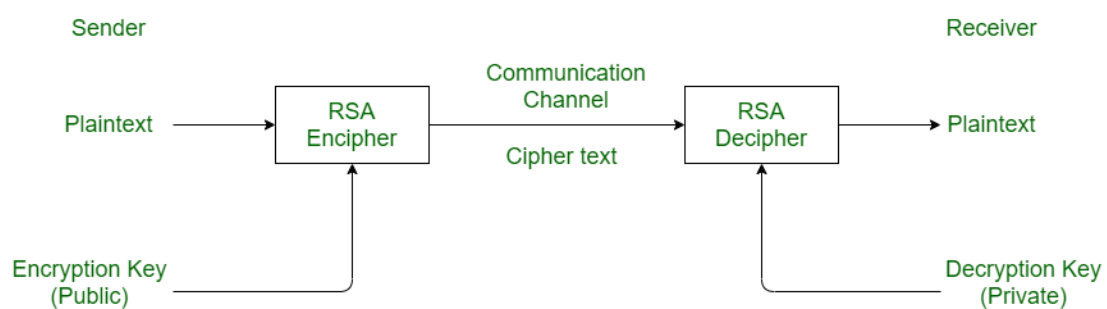 Sender
Receiver
Communication
Channel
Plaintext
RSA
Encipher
Cipher text
RSA
Decipher
Plaintext
Encryption Key
(Public)
Decryption Key
(Private)